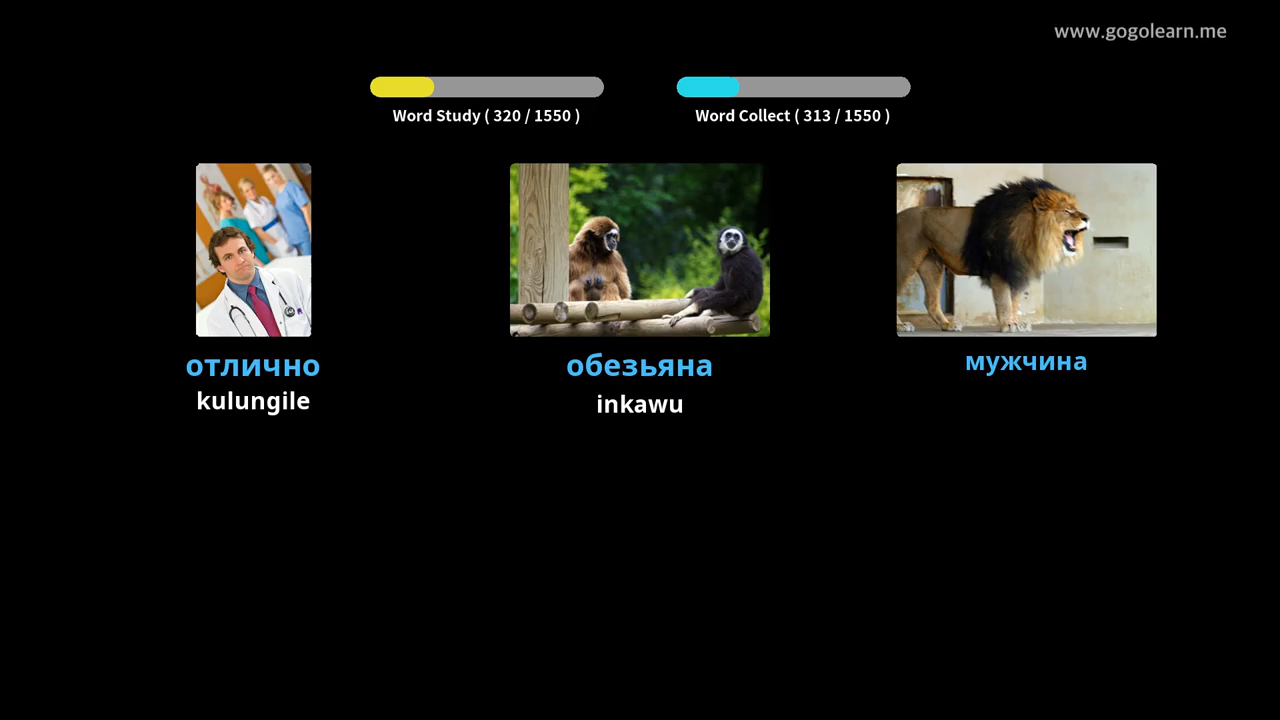 www.gogolearn.me
Word Study ( 320 / 1550 )
Word Collect ( 313 / 1550 )
отлично
kulungile
обезьяна
inkawu
мужчина